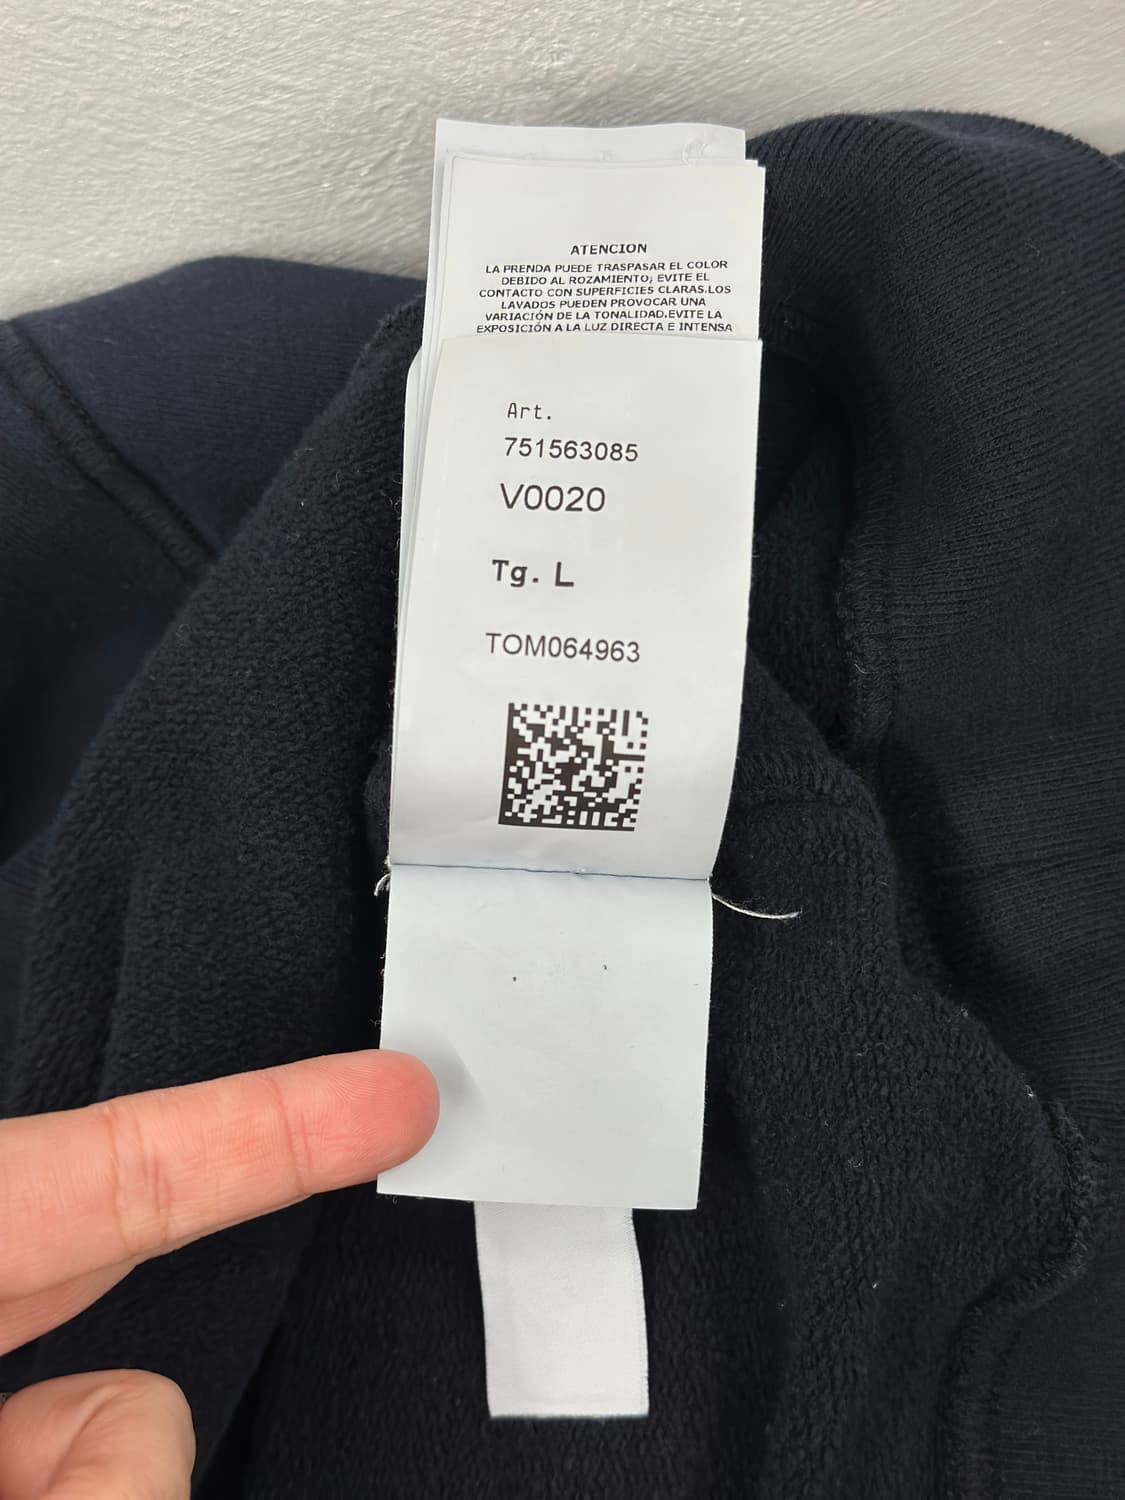 ATENCION
LA PRENDA PUEDE TRASPASAR EL COLOR
DEBIDO AL ROZAMIENTO; EVITE EL
CONTACTO CON SUPERFICIES CLARAS.LOS
LAVADOS PUEDEN PROVOCAR UNA
VARIACIÓN DE LA TONALIDAD.EVITE LA
EXPOSICIÓN A LA LUZ DIRECTA E INTENSA
Art.
751563085
V0020
Tg. L
TOM064963